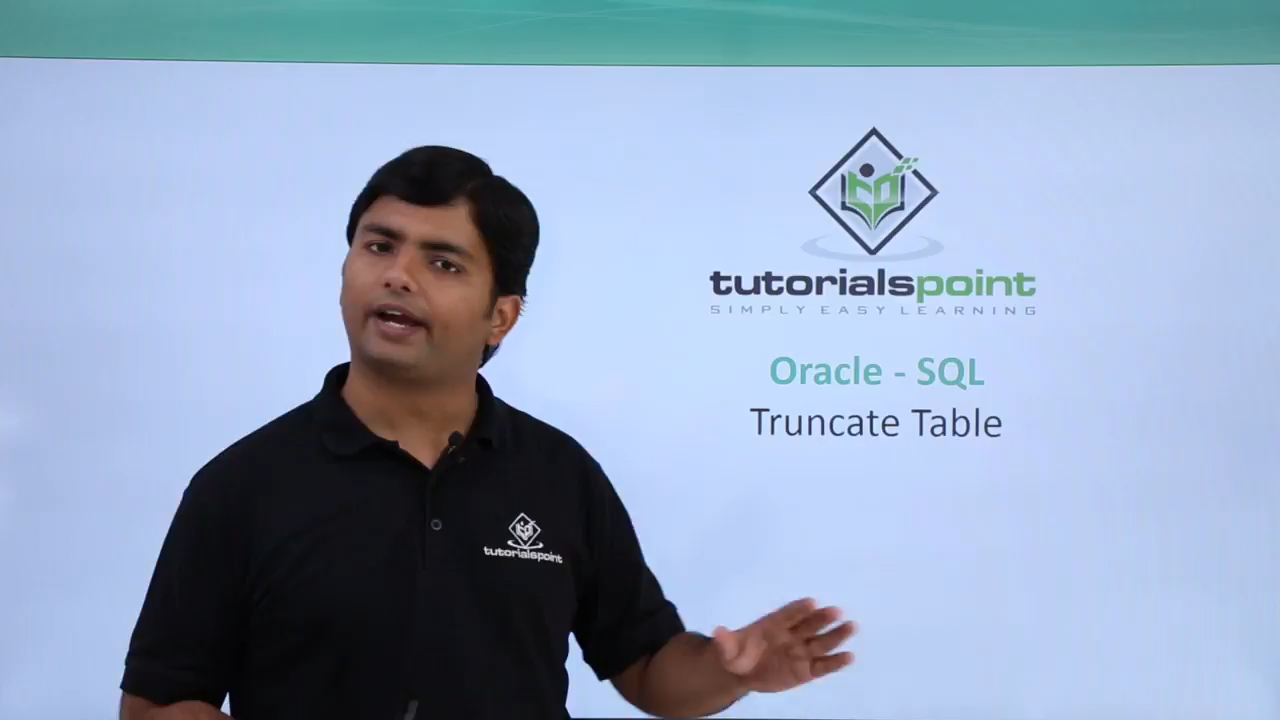 tutorialspoint
SIMPLY EASY LEARNING
Oracle - SQL
Truncate Table
tutorialspoint